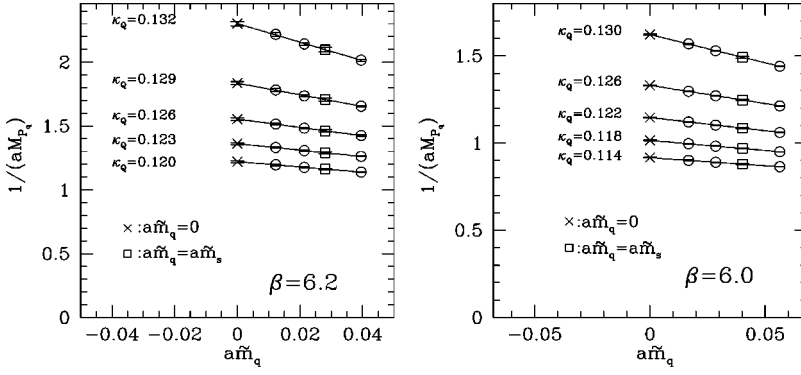 κ_Q=0.132
κ_Q=0.129
κ_Q=0.126
κ_Q=0.123
κ_Q=0.120
2
1.5
1
0.5
0
1/(aM_{P_q})
×:am̃_q=0
□:am̃_q=am̃_s
β=6.2
−0.04 −0.02 0 0.02 0.04
am̃_q
κ_Q=0.130
κ_Q=0.126
κ_Q=0.122
κ_Q=0.118
κ_Q=0.114
1.5
1
0.5
0
1/(aM_{P_q})
×:am̃_q=0
□:am̃_q=am̃_s
β=6.0
−0.05 0 0.05
am̃_q